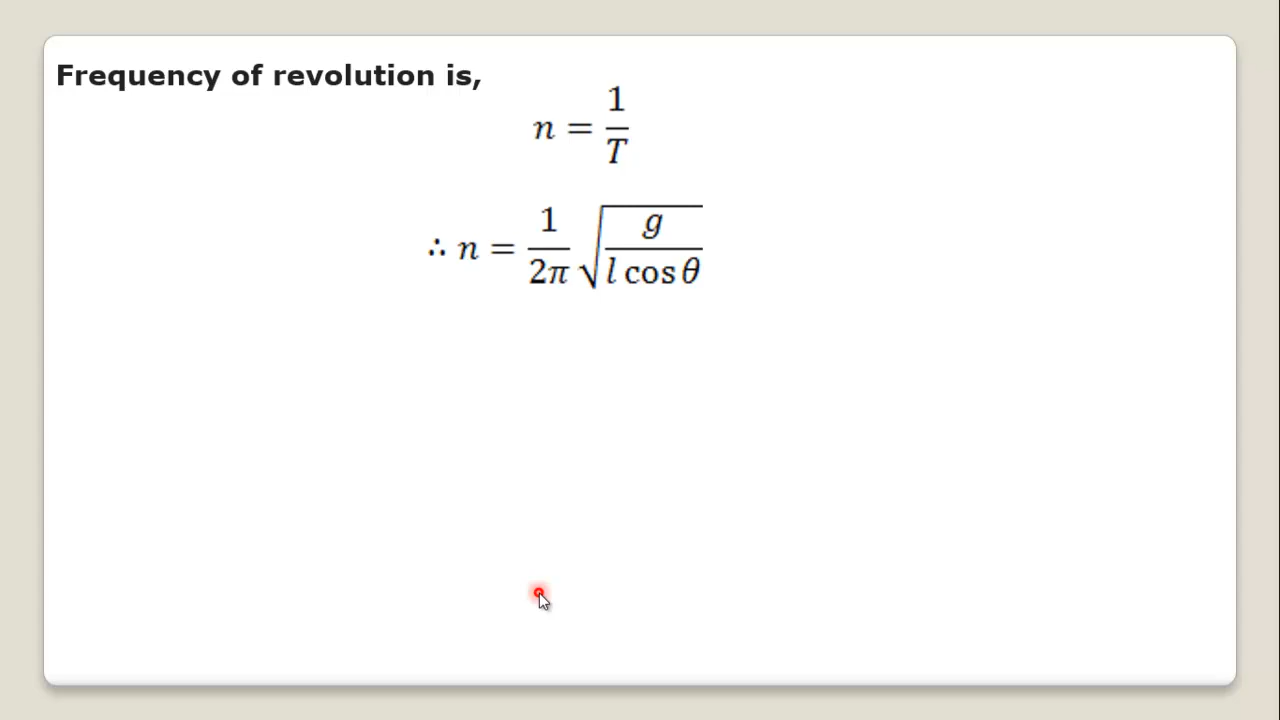 Frequency of revolution is,
n = 1/T
∴ n = 1/2π √(g/(l cos θ))